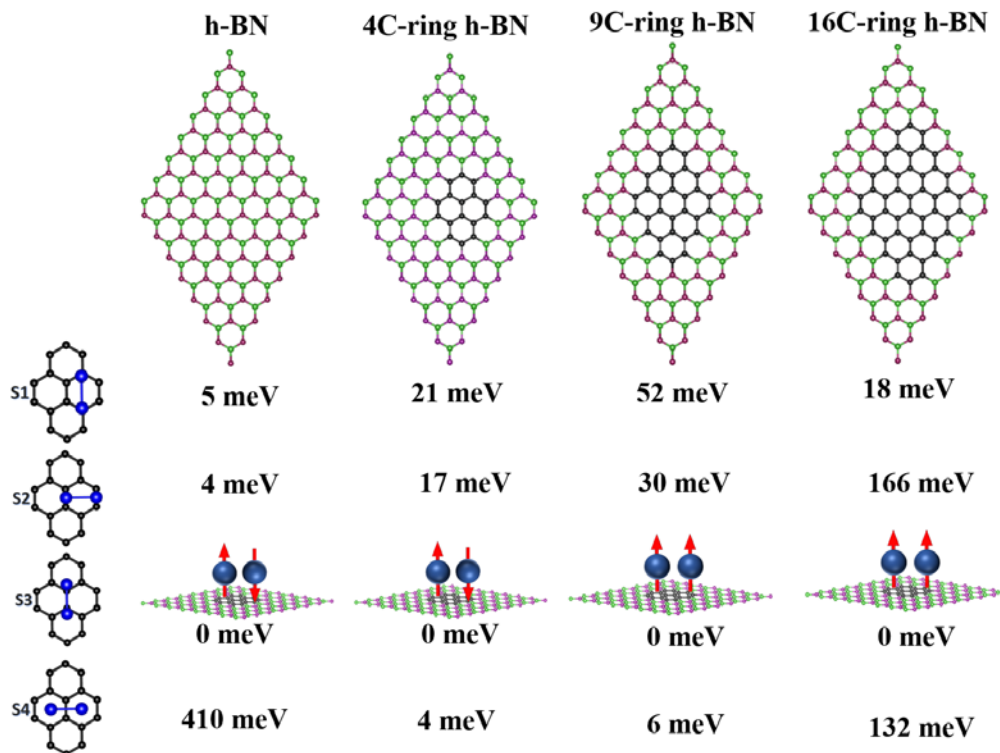 h-BN 4C-ring h-BN 9C-ring h-BN 16C-ring h-BN
S1 5 meV 21 meV 52 meV 18 meV
S2 4 meV 17 meV 30 meV 166 meV
S3 0 meV 0 meV 0 meV 0 meV
S4 410 meV 4 meV 6 meV 132 meV